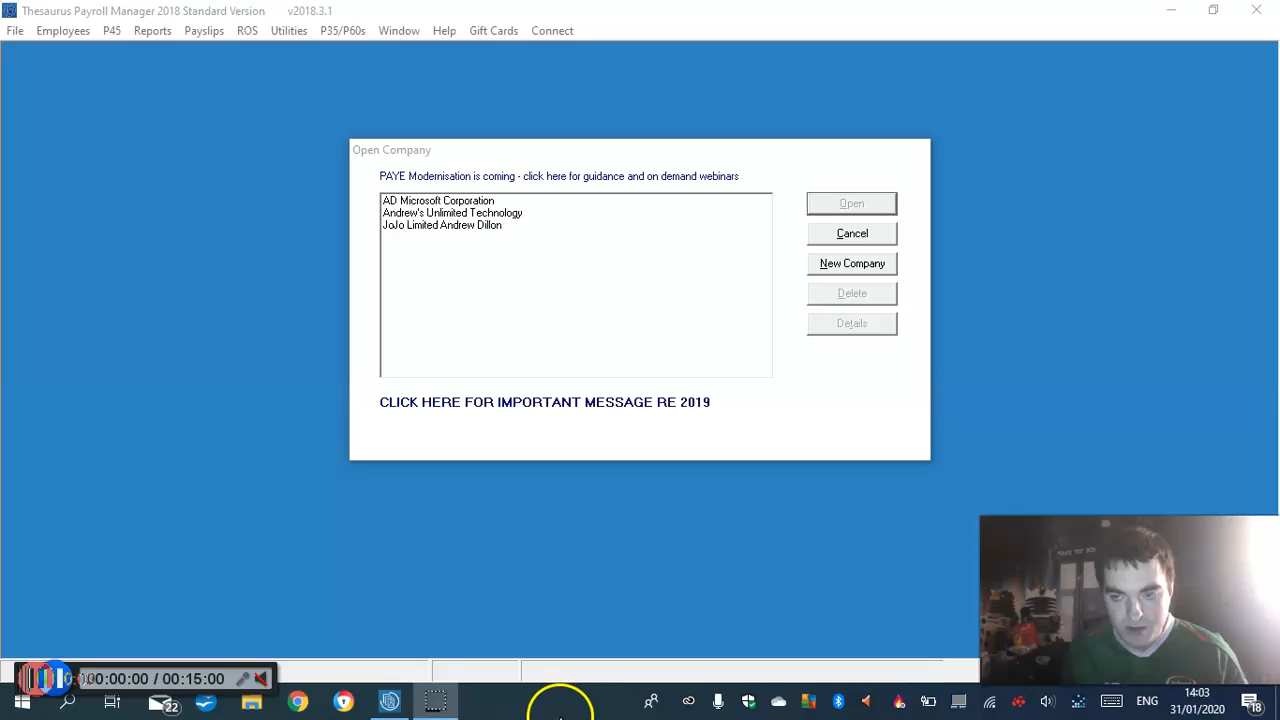 Thesaurus Payroll Manager 2018 Standard Version v2018.3.1
File Employees P45 Reports Payslips ROS Utilities P35/P60s Window Help Gift Cards Connect
Open Company
PAYE Modernisation is coming - click here for guidance and on demand webinars
AD Microsoft Corporation
Andrew's Unlimited Technology
JoJo Limited Andrew Dillon
Open
Cancel
New Company
Delete
Details
CLICK HERE FOR IMPORTANT MESSAGE RE 2019
00:00:00 / 00:15:00
22
ENG
14:03
31/01/2020
18